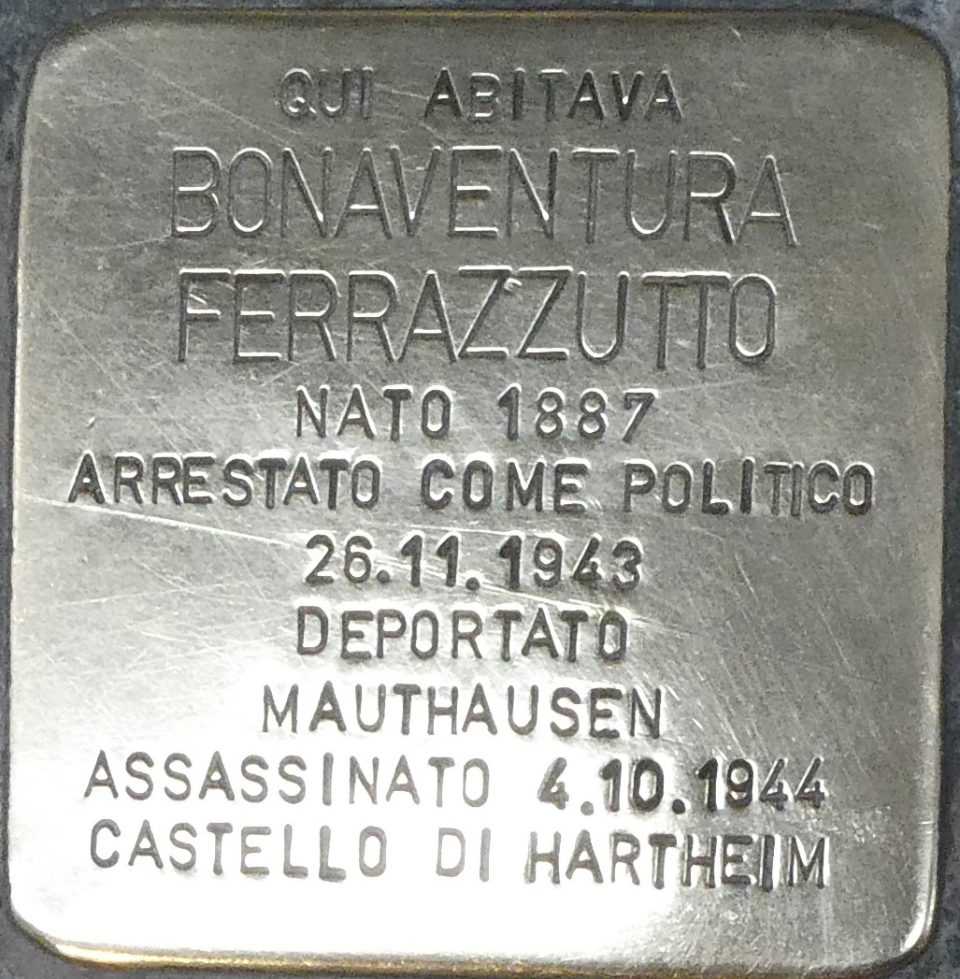 QUI ABITAVA
BONAVENTURA
FERRAZZUTTO
NATO 1887
ARRESTATO COME POLITICO
26.11.1943
DEPORTATO
MAUTHAUSEN
ASSASSINATO 4.10.1944
CASTELLO DI HARTHEIM